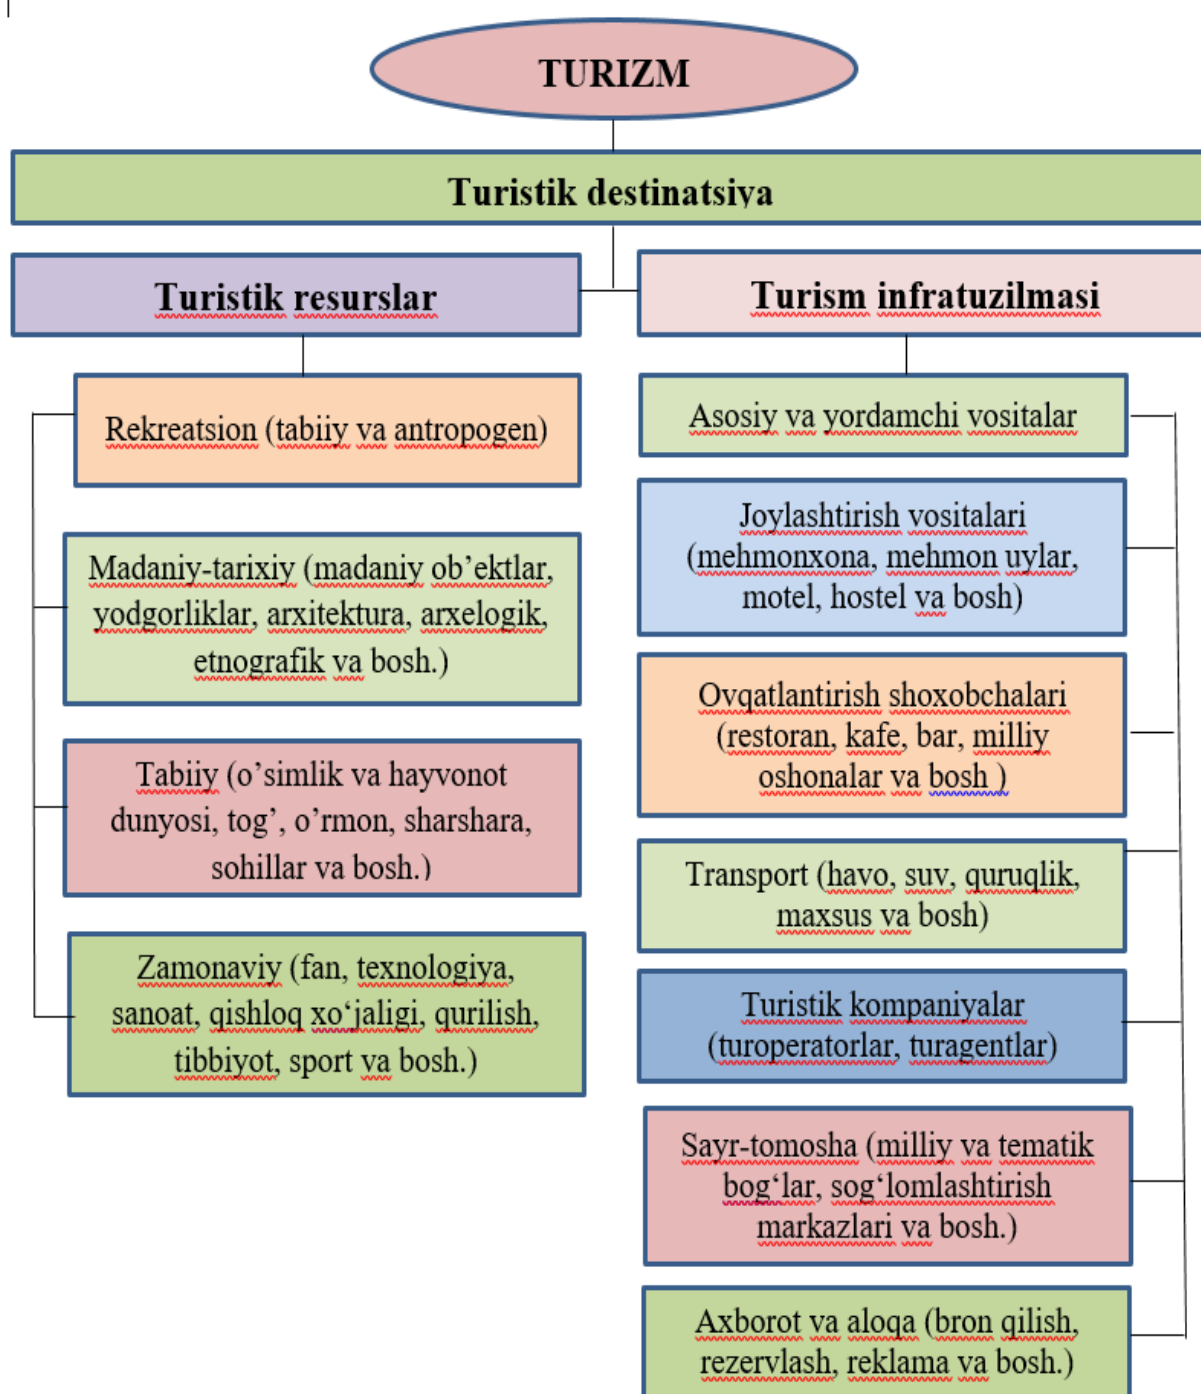 TURIZM
Turistik destinatsiya
Turistik resurslar
Turism infratuzilmasi
Rekreatsion (tabiiy va antropogen)
Madaniy-tarixiy (madaniy ob’ektlar,
yodgorliklar, arxitektura, arxelogik,
etnografik va bosh.)
Tabiiy (o’simlik va hayvonot
dunyosi, tog’, o’rmon, sharshara,
sohillar va bosh.)
Zamonaviy (fan, texnologiya,
sanoat, qishloq xo‘jaligi, qurilish,
tibbiyot, sport va bosh.)
Asosiy va yordamchi vositalar
Joylashtirish vositalari
(mehmonxona, mehmon uylar,
motel, hostel va bosh)
Ovqatlantirish shoxobchalari
(restoran, kafe, bar, milliy
oshonalar va bosh )
Transport (havo, suv, quruqlik,
maxsus va bosh)
Turistik kompaniyalar
(turoperatorlar, turagentlar)
Sayr-tomosha (milliy va tematik
bog‘lar, sog‘lomlashtirish
markazlari va bosh.)
Axborot va aloqa (bron qilish,
rezervlash, reklama va bosh.)